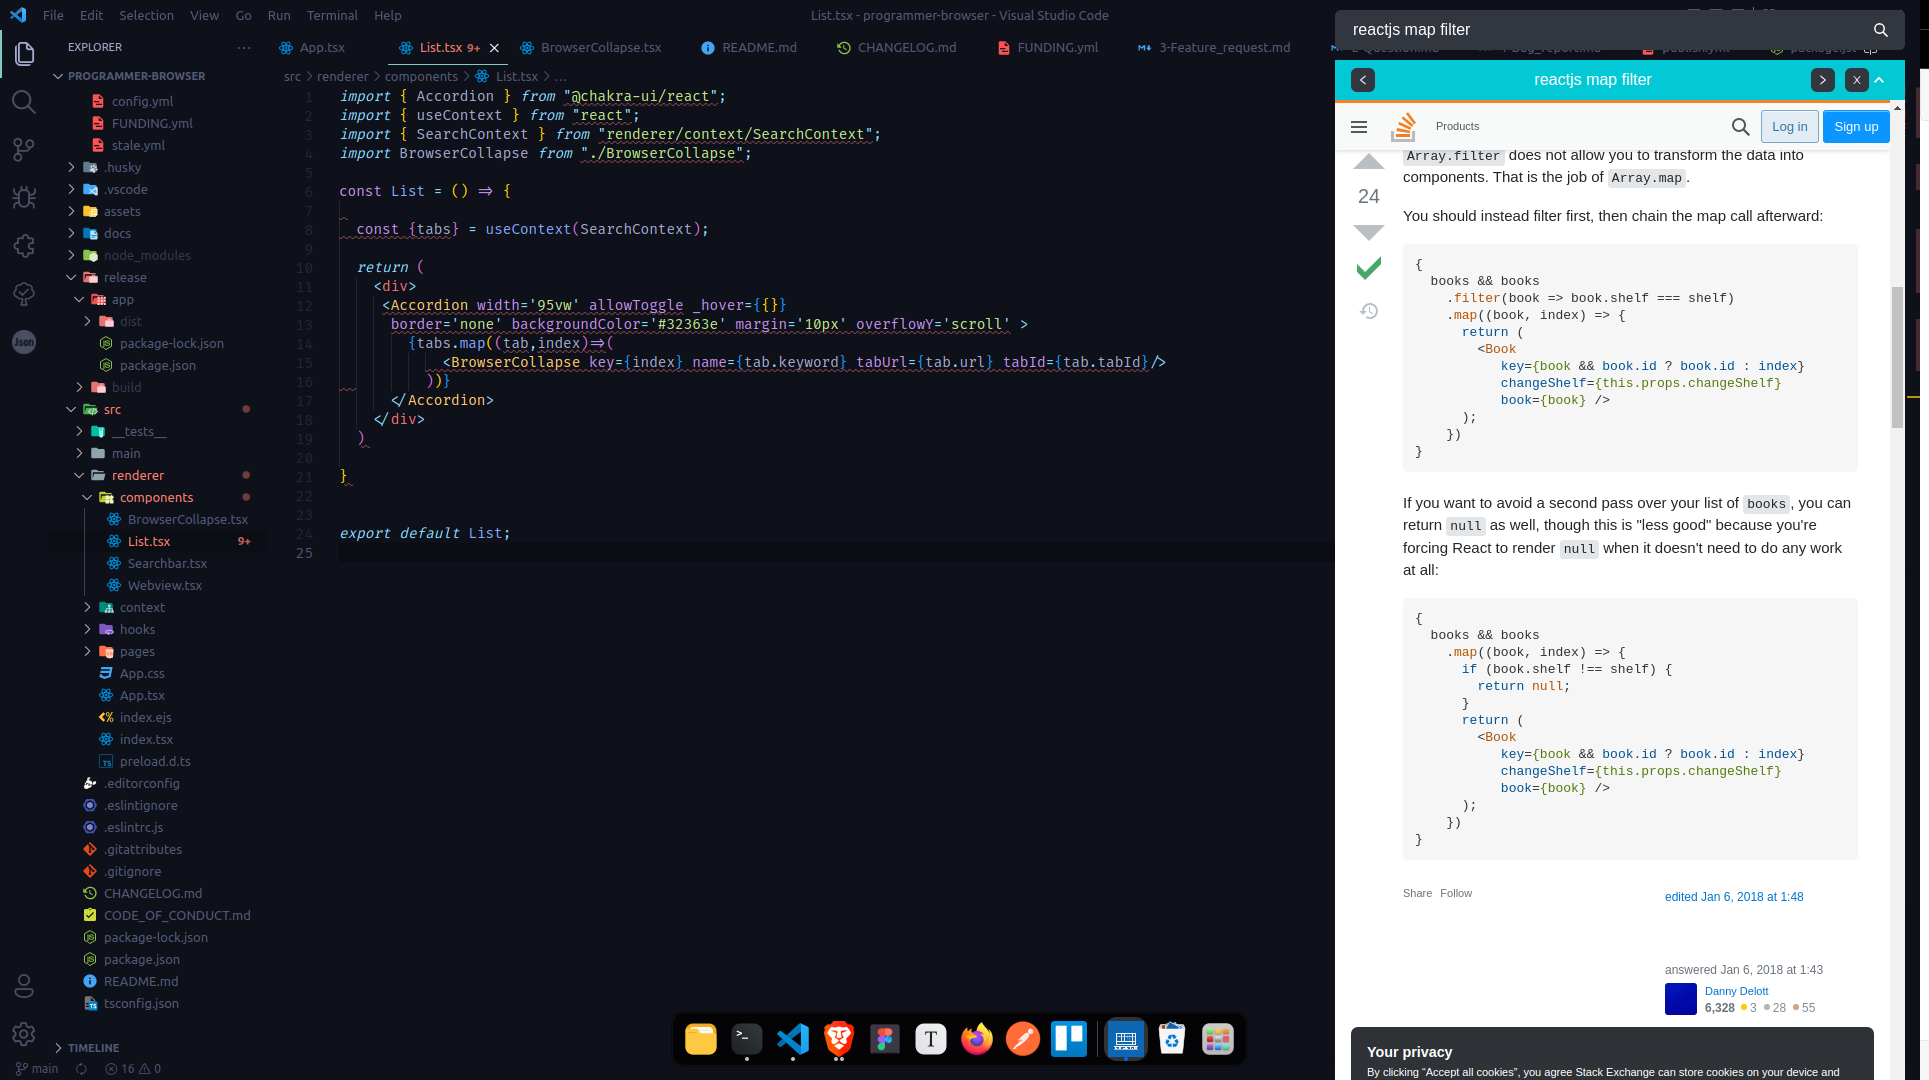 File Edit Selection View Go Run Terminal Help
List.tsx - programmer-browser - Visual Studio Code
EXPLORER
PROGRAMMER-BROWSER
config.yml
FUNDING.yml
stale.yml
.husky
.vscode
assets
docs
node_modules
release
app
dist
package-lock.json
package.json
build
src
__tests__
main
renderer
components
BrowserCollapse.tsx
List.tsx 9+
Searchbar.tsx
Webview.tsx
context
hooks
pages
App.css
App.tsx
index.ejs
index.tsx
preload.d.ts
.editorconfig
.eslintignore
.eslintrc.js
.gitattributes
.gitignore
CHANGELOG.md
CODE_OF_CONDUCT.md
package-lock.json
package.json
README.md
tsconfig.json
TIMELINE
main 16 0
Json
App.tsx List.tsx 9+ BrowserCollapse.tsx README.md CHANGELOG.md FUNDING.yml 3-Feature_request.md
src > renderer > components > List.tsx > ...
1 import { Accordion } from "@chakra-ui/react";
2 import { useContext } from "react";
3 import { SearchContext } from "renderer/context/SearchContext";
4 import BrowserCollapse from "./BrowserCollapse";
5
6 const List = () => {
7
8 const {tabs} = useContext(SearchContext);
9
10 return (
11 <div>
12 <Accordion width='95vw' allowToggle _hover={{}}
13 border='none' backgroundColor='#32363e' margin='10px' overflowY='scroll' >
14 {tabs.map((tab,index)=>(
15 <BrowserCollapse key={index} name={tab.keyword} tabUrl={tab.url} tabId={tab.tabId}/>
16 ))}
17 </Accordion>
18 </div>
19 )
20
21 }
22
23
24 export default List;
25
reactjs map filter
< reactjs map filter > X
Products Log in Sign up
Array.filter does not allow you to transform the data into
components. That is the job of Array.map.
24
You should instead filter first, then chain the map call afterward:
{
books && books
.filter(book => book.shelf === shelf)
.map((book, index) => {
return (
<Book
key={book && book.id ? book.id : index}
changeShelf={this.props.changeShelf}
book={book} />
);
})
}
If you want to avoid a second pass over your list of books, you can
return null as well, though this is "less good" because you're
forcing React to render null when it doesn't need to do any work
at all:
{
books && books
.map((book, index) => {
if (book.shelf !== shelf) {
return null;
}
return (
<Book
key={book && book.id ? book.id : index}
changeShelf={this.props.changeShelf}
book={book} />
);
})
}
Share Follow
edited Jan 6, 2018 at 1:48
answered Jan 6, 2018 at 1:43
Danny Delott
6,328 3 28 55
Your privacy
By clicking “Accept all cookies”, you agree Stack Exchange can store cookies on your device and